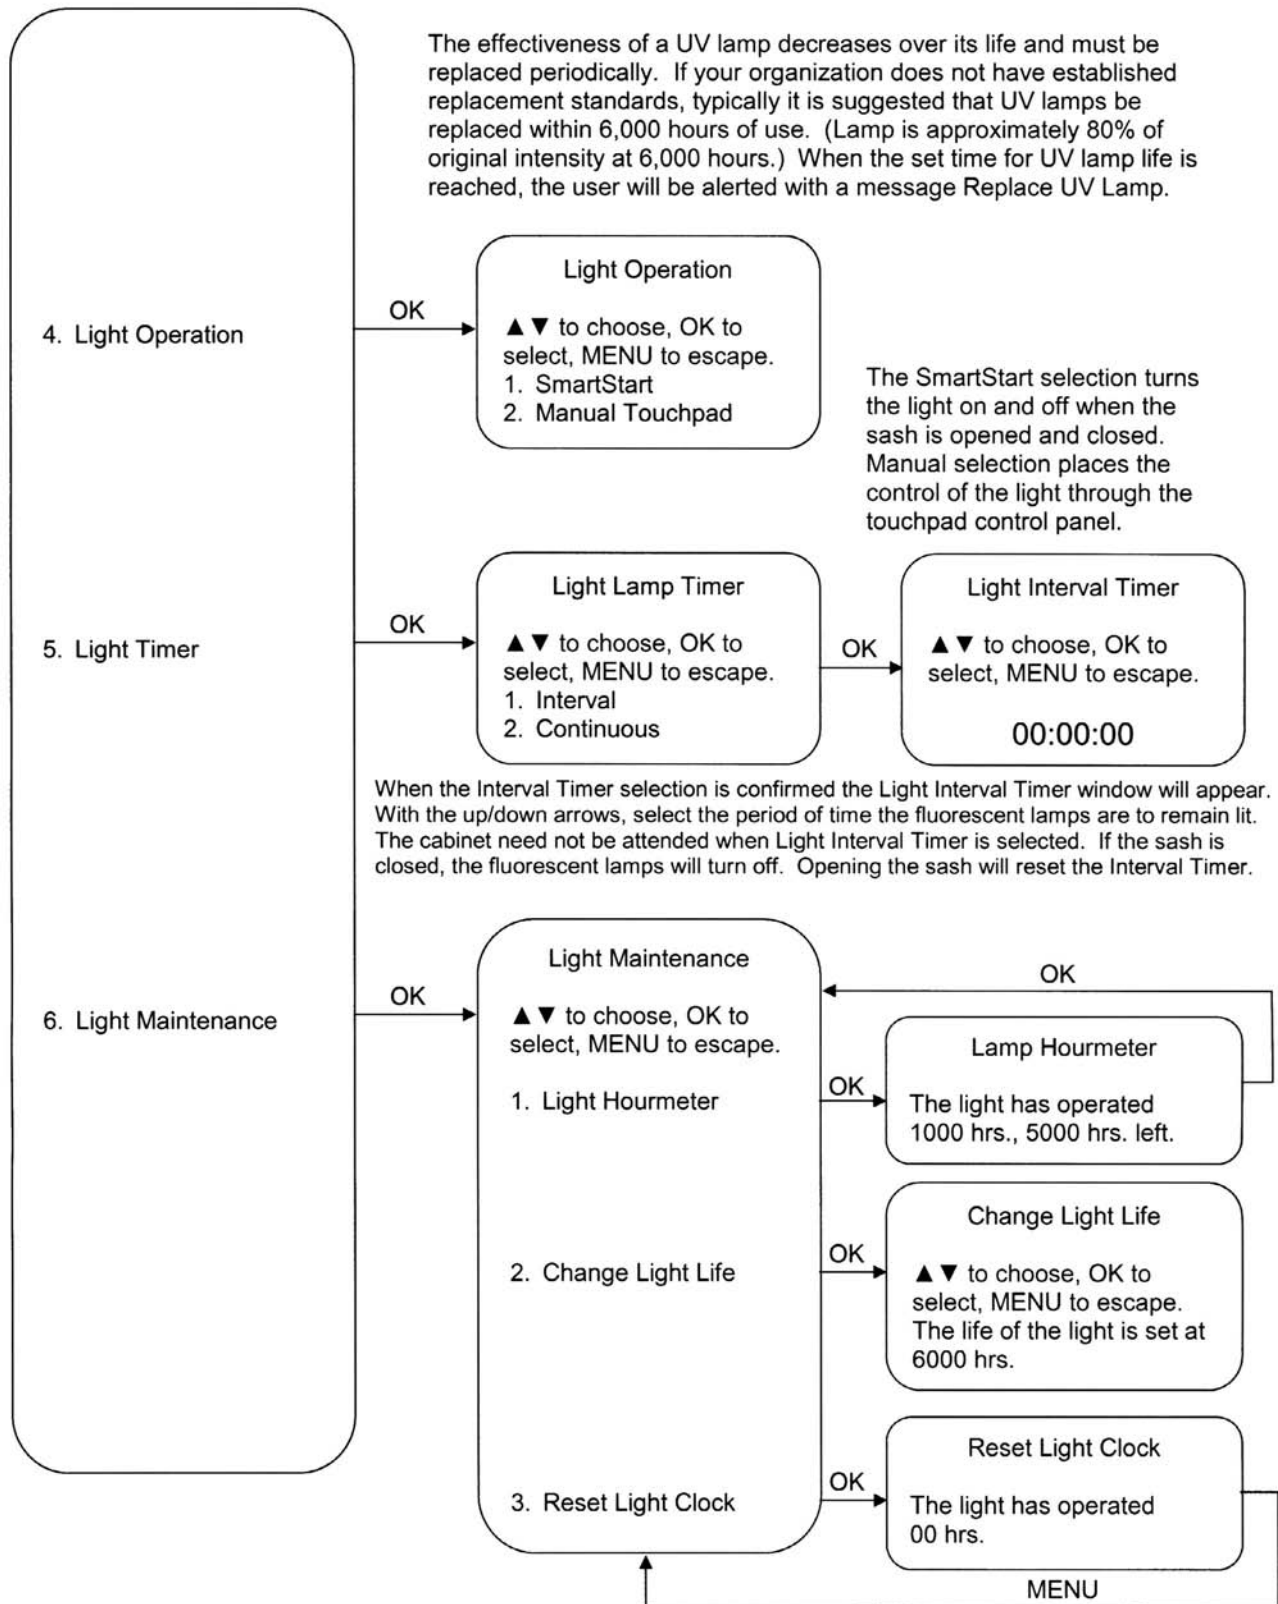 The effectiveness of a UV lamp decreases over its life and must be
replaced periodically. If your organization does not have established
replacement standards, typically it is suggested that UV lamps be
replaced within 6,000 hours of use. (Lamp is approximately 80% of
original intensity at 6,000 hours.) When the set time for UV lamp life is
reached, the user will be alerted with a message Replace UV Lamp.
4. Light Operation
OK
Light Operation
▲▼ to choose, OK to
select, MENU to escape.
1. SmartStart
2. Manual Touchpad
The SmartStart selection turns
the light on and off when the
sash is opened and closed.
Manual selection places the
control of the light through the
touchpad control panel.
5. Light Timer
OK
Light Lamp Timer
▲▼ to choose, OK to
select, MENU to escape.
1. Interval
2. Continuous
OK
Light Interval Timer
▲▼ to choose, OK to
select, MENU to escape.
00:00:00
When the Interval Timer selection is confirmed the Light Interval Timer window will appear.
With the up/down arrows, select the period of time the fluorescent lamps are to remain lit.
The cabinet need not be attended when Light Interval Timer is selected. If the sash is
closed, the fluorescent lamps will turn off. Opening the sash will reset the Interval Timer.
6. Light Maintenance
OK
Light Maintenance
▲▼ to choose, OK to
select, MENU to escape.
1. Light Hourmeter
OK
Lamp Hourmeter
The light has operated
1000 hrs., 5000 hrs. left.
OK
2. Change Light Life
OK
Change Light Life
▲▼ to choose, OK to
select, MENU to escape.
The life of the light is set at
6000 hrs.
3. Reset Light Clock
OK
Reset Light Clock
The light has operated
00 hrs.
MENU